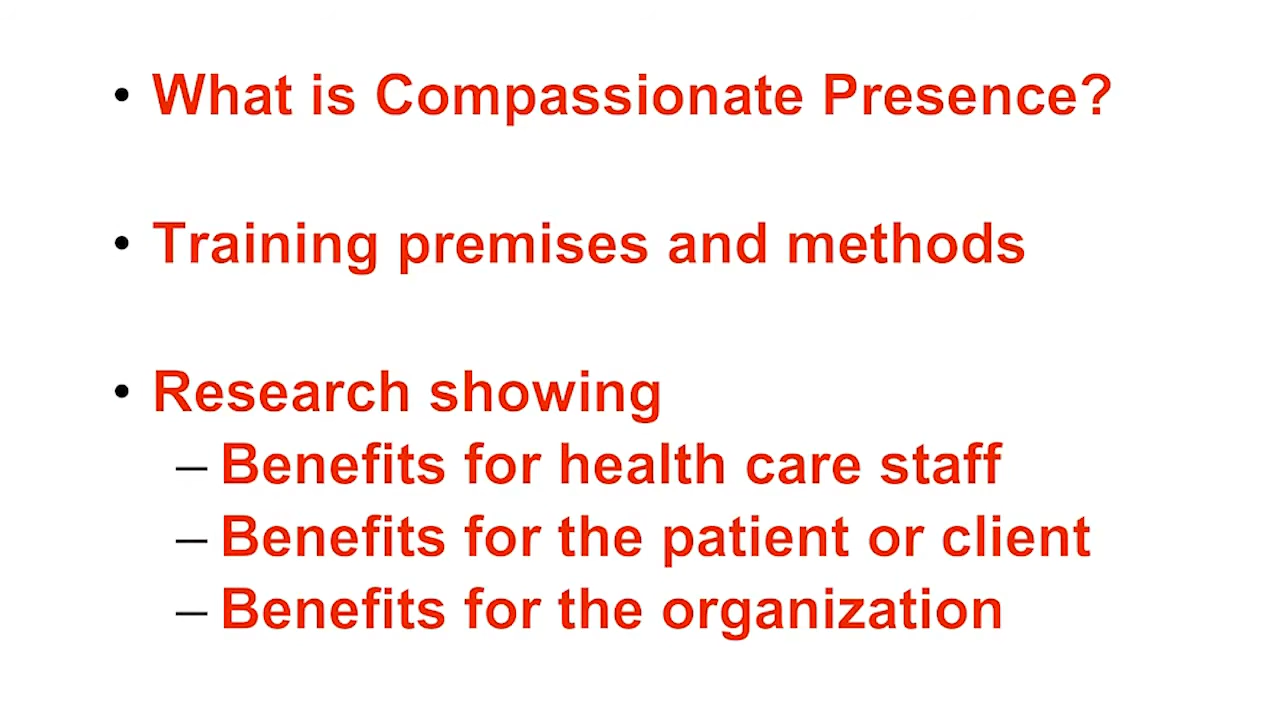 • What is Compassionate Presence?
• Training premises and methods
• Research showing
– Benefits for health care staff
– Benefits for the patient or client
– Benefits for the organization